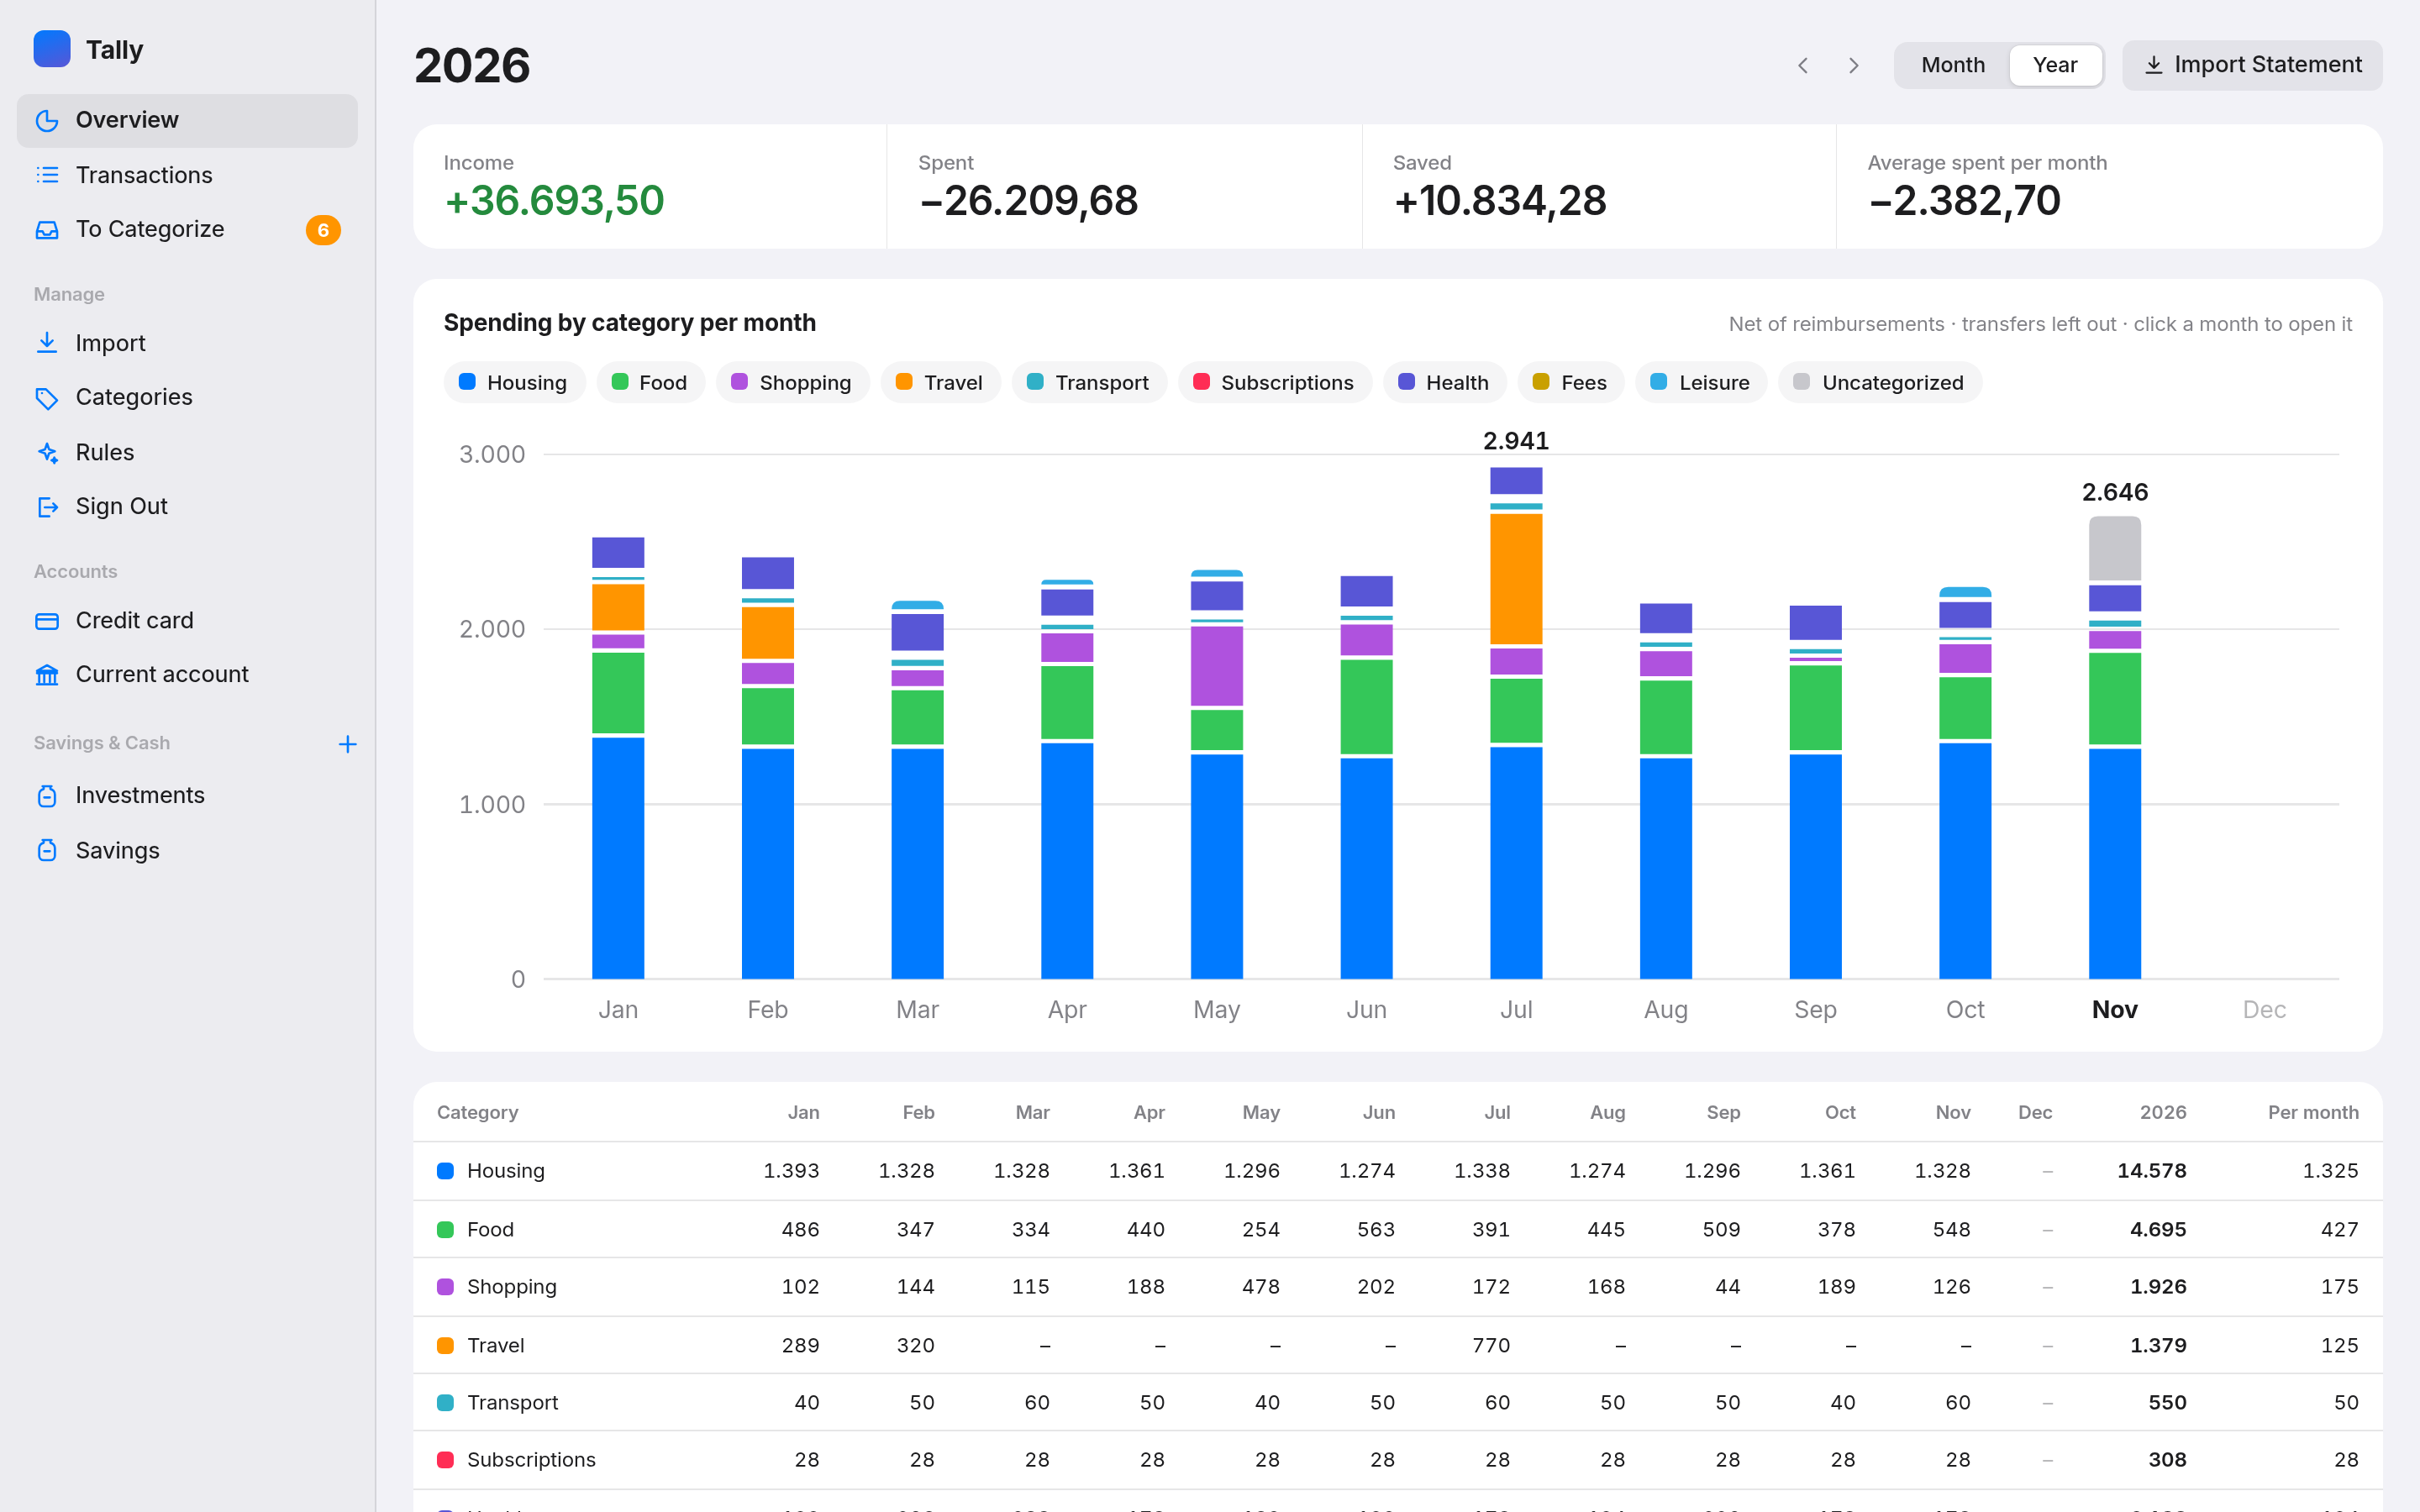 Tally
Overview
Transactions
To Categorize 6
Manage
Import
Categories
Rules
Sign Out
Accounts
Credit card
Current account
Savings & Cash
Investments
Savings
2026
Month Year Import Statement
Income Spent Saved Average spent per month
+36.693,50 −26.209,68 +10.834,28 −2.382,70
Spending by category per month Net of reimbursements · transfers left out · click a month to open it
Housing Food Shopping Travel Transport Subscriptions Health Fees Leisure Uncategorized
2.941
3.000
2.646
2.000
1.000
0
Jan Feb Mar Apr May Jun Jul Aug Sep Oct Nov Dec
Category Jan Feb Mar Apr May Jun Jul Aug Sep Oct Nov Dec 2026 Per month
Housing 1.393 1.328 1.328 1.361 1.296 1.274 1.338 1.274 1.296 1.361 1.328 – 14.578 1.325
Food 486 347 334 440 254 563 391 445 509 378 548 – 4.695 427
Shopping 102 144 115 188 478 202 172 168 44 189 126 – 1.926 175
Travel 289 320 – – – – 770 – – – – – 1.379 125
Transport 40 50 60 50 40 50 60 50 50 40 60 – 550 50
Subscriptions 28 28 28 28 28 28 28 28 28 28 28 – 308 28